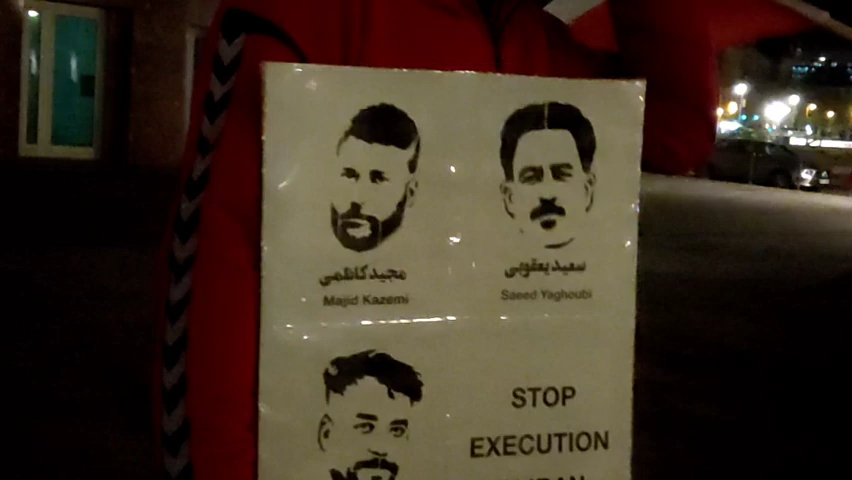 مجید کاظمی
Majid Kazemi
سعید یعقوبی
Saeed Yaghoubi
STOP
EXECUTION